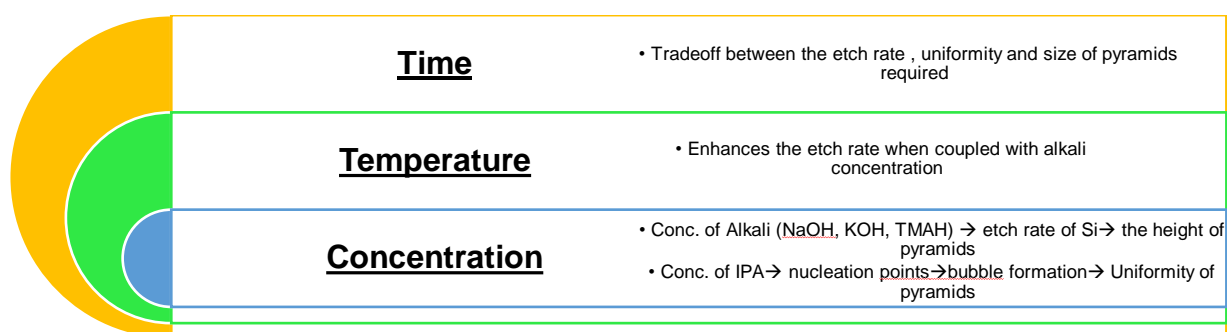 Time
• Tradeoff between the etch rate , uniformity and size of pyramids
required
Temperature
• Enhances the etch rate when coupled with alkali
concentration
Concentration
• Conc. of Alkali (NaOH, KOH, TMAH) → etch rate of Si→ the height of
pyramids
• Conc. of IPA→ nucleation points→bubble formation→ Uniformity of
pyramids